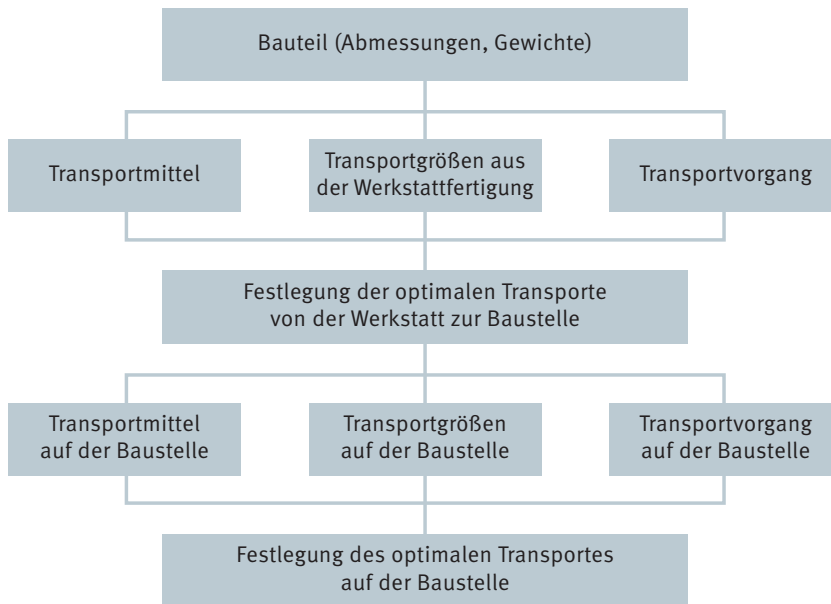 Bauteil (Abmessungen, Gewichte)
Transportmittel
Transportgrößen aus
der Werkstattfertigung
Transportvorgang
Festlegung der optimalen Transporte
von der Werkstatt zur Baustelle
Transportmittel
auf der Baustelle
Transportgrößen
auf der Baustelle
Transportvorgang
auf der Baustelle
Festlegung des optimalen Transportes
auf der Baustelle